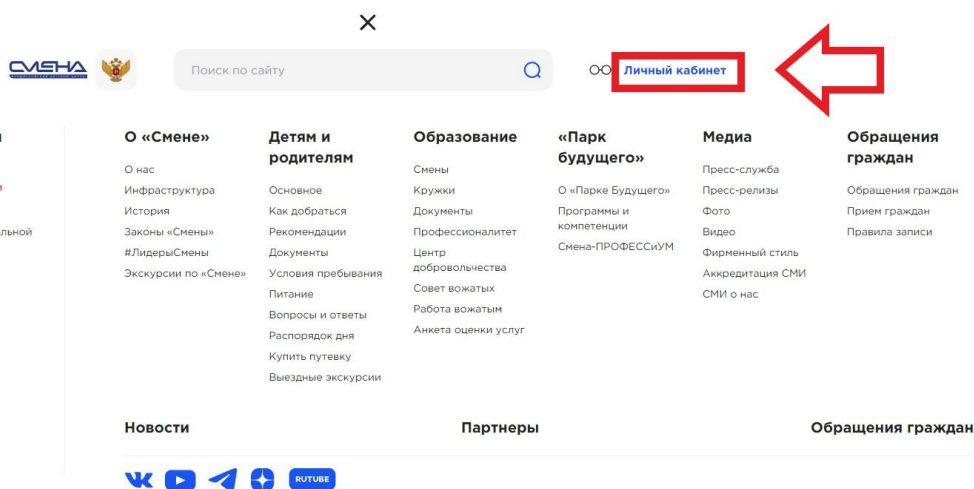 СМЕНА
Поиск по сайту
Личный кабинет
О «Смене»
О нас
Инфраструктура
История
Законы «Смены»
#ЛидерыСмены
Экскурсии по «Смене»
Детям и
родителям
Основное
Как добраться
Рекомендации
Документы
Условия пребывания
Питание
Вопросы и ответы
Распорядок дня
Купить путевку
Выездные экскурсии
Образование
Смены
Кружки
Документы
Профессионалитет
Центр
добровольчества
Совет вожатых
Работа вожатым
Анкета оценки услуг
«Парк
будущего»
О «Парке Будущего»
Программы и
компетенции
Смена-ПРОФЕССиУМ
Медиа
Пресс-служба
Пресс-релизы
Фото
Видео
Фирменный стиль
Аккредитация СМИ
СМИ о нас
Обращения
граждан
Обращения граждан
Прием граждан
Правила записи
Новости
Партнеры
Обращения граждан
RUTUBE